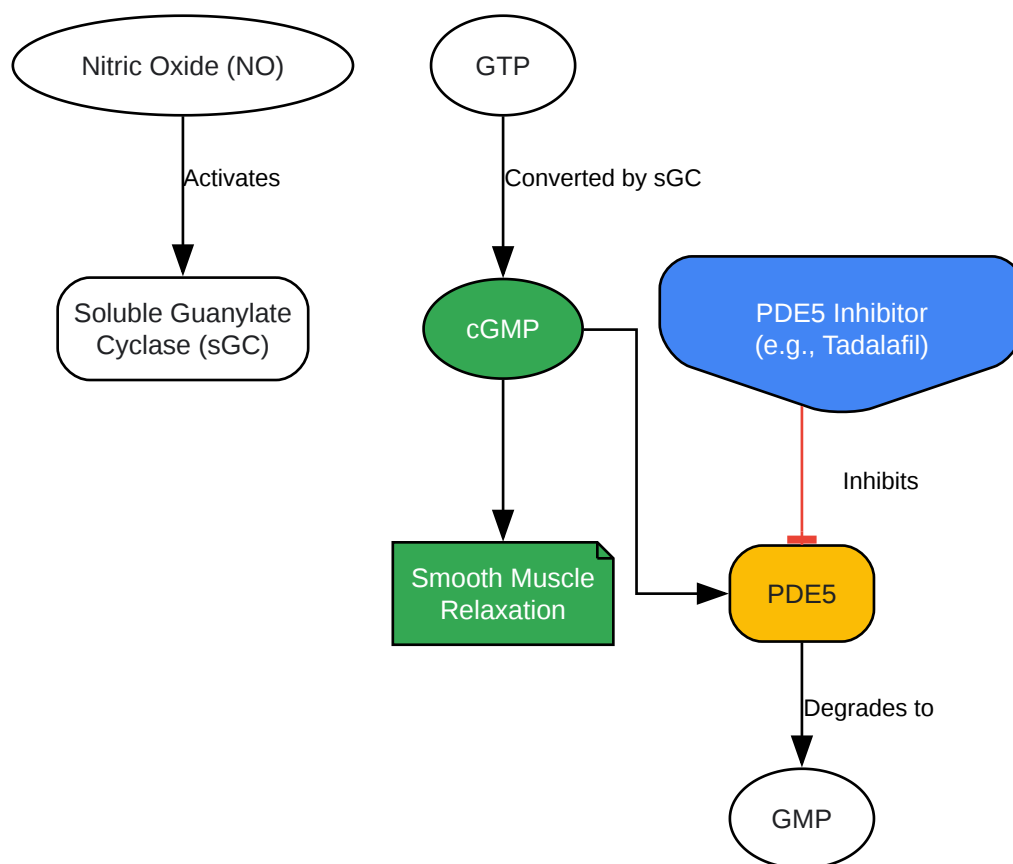 Nitric Oxide (NO)
GTP
Activates
Converted by sGC
Soluble Guanylate
Cyclase (sGC)
cGMP
PDE5 Inhibitor
(e.g., Tadalafil)
Inhibits
Smooth Muscle
Relaxation
PDE5
Degrades to
GMP